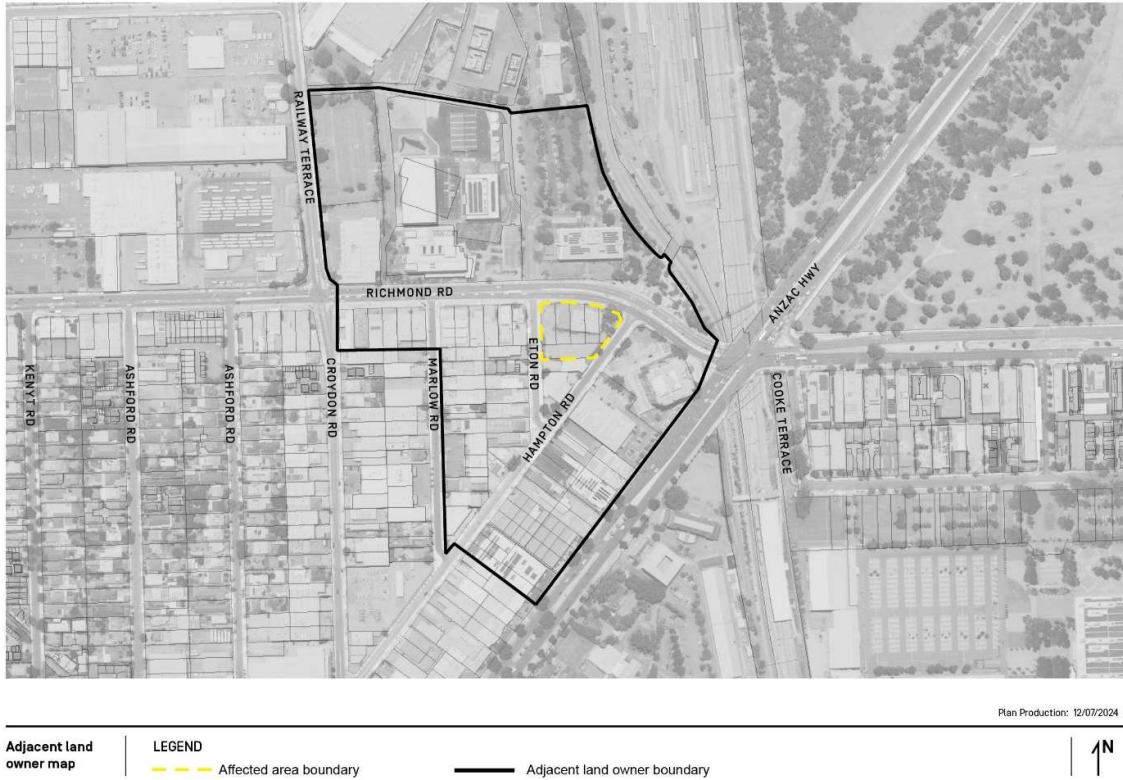 RAILWAY TERRACE
RICHMOND RD
ANZAC HWY
KENYT RD
ASHFORD RD
ASHFORD RD
CROYDON RD
MARLOW RD
ETON RD
HAMPTON RD
COOKE TERRACE
Plan Production: 12/07/2024
Adjacent land
owner map
LEGEND
Affected area boundary
Adjacent land owner boundary
N